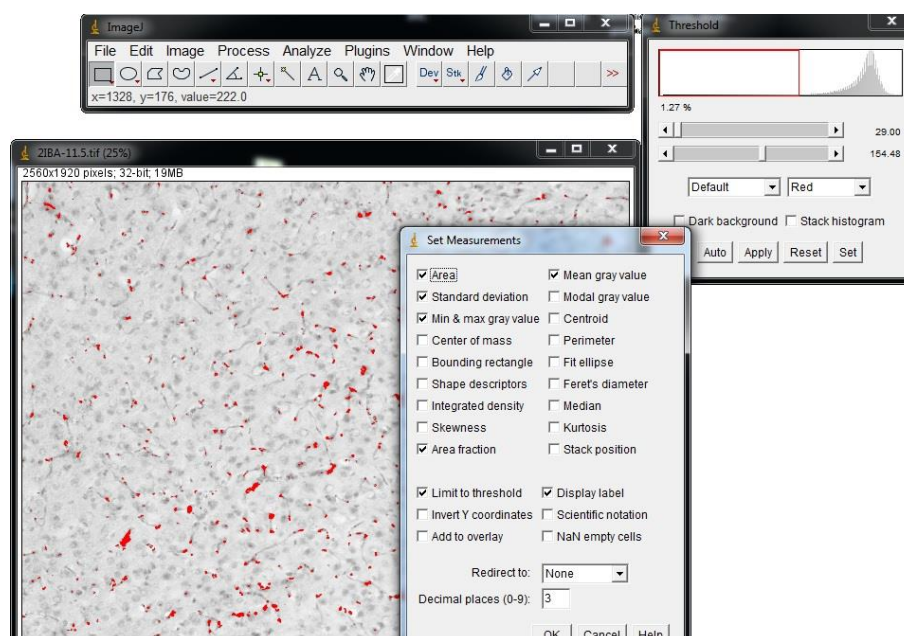 ImageJ
File Edit Image Process Analyze Plugins Window Help
A Dev Stk >>
x=1328, y=176, value=222.0
Threshold
1.27 %
29.00
154.48
Default Red
Dark background Stack histogram
Auto Apply Reset Set
2IBA-11.5.tif (25%)
2560x1920 pixels; 32-bit; 19MB
Set Measurements
Area Mean gray value
Standard deviation Modal gray value
Min & max gray value Centroid
Center of mass Perimeter
Bounding rectangle Fit ellipse
Shape descriptors Feret's diameter
Integrated density Median
Skewness Kurtosis
Area fraction Stack position
Limit to threshold Display label
Invert Y coordinates Scientific notation
Add to overlay NaN empty cells
Redirect to: None
Decimal places (0-9): 3
OK Cancel Help